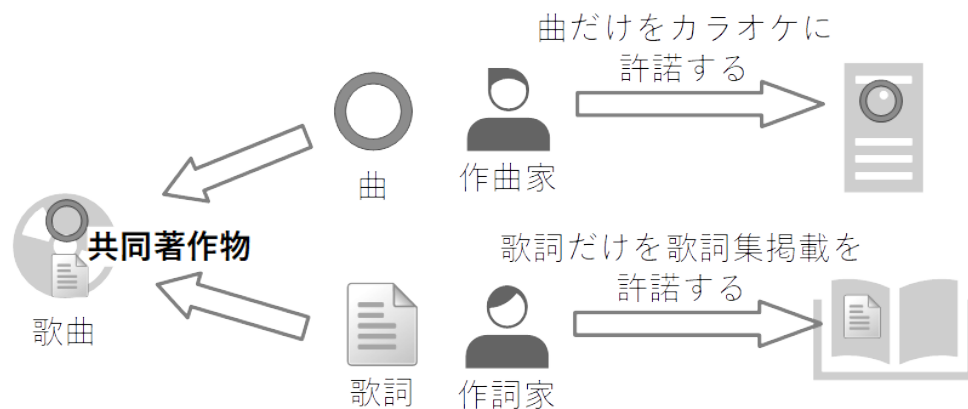 曲だけをカラオケに
許諾する
曲
作曲家
共同著作物
歌曲
歌詞だけを歌詞集掲載を
許諾する
歌詞
作詞家